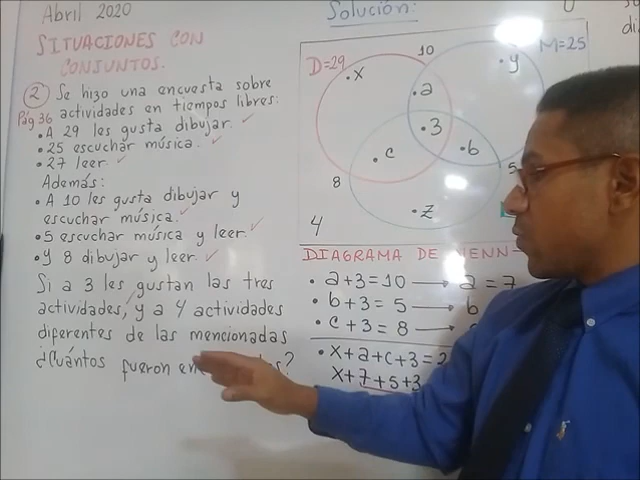 Abril 2020
SITUACIONES CON
CONJUNTOS.
2 Se hizo una encuesta sobre
Pág 36 actividades en tiempos libres:
• A 29 les gusta dibujar. ✓
• 25 escuchar música. ✓
• 27 leer. ✓
Además:
• A 10 les gusta dibujar y
escuchar música. ✓
• 5 escuchar música y leer. ✓
• Y 8 dibujar y leer. ✓
Si a 3 les gustan las tres
actividades, y a 4 actividades
diferentes de las mencionadas
¿Cuántos fueron
Solución:
D=29
10
M=25
•x
•y
•a
•3
•b
•c
5
8
•z
4
DIAGRAMA DE VENN
• a+3=10 → a = 7
• b+3 = 5 → b
• c+3 = 8 →
• x+a+c+3=2
x+7+5+3